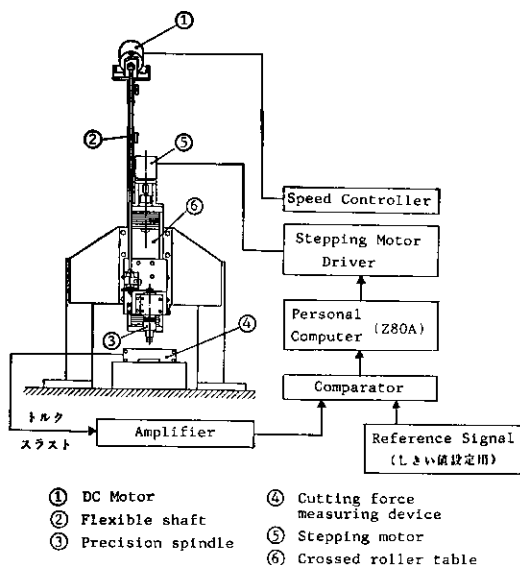 ①
②
⑤
⑥
Speed Controller
Stepping Motor
Driver
Personal
Computer (Z80A)
③
④
Comparator
トルク
スラスト
Amplifier
Reference Signal
(しきい値設定用)
① DC Motor
② Flexible shaft
③ Precision spindle
④ Cutting force
measuring device
⑤ Stepping motor
⑥ Crossed roller table